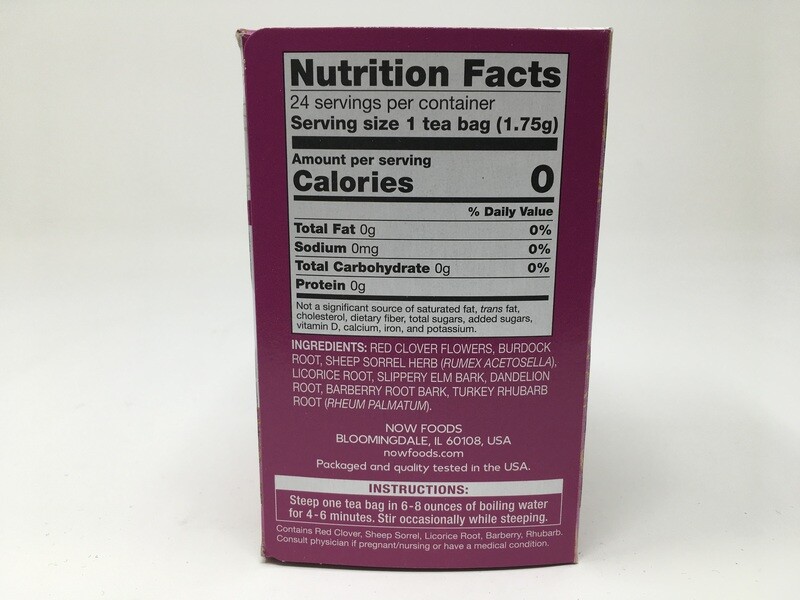 Nutrition Facts
24 servings per container
Serving size 1 tea bag (1.75g)
Amount per serving
Calories 0
% Daily Value
Total Fat 0g 0%
Sodium 0mg 0%
Total Carbohydrate 0g 0%
Protein 0g
Not a significant source of saturated fat, trans fat,
cholesterol, dietary fiber, total sugars, added sugars,
vitamin D, calcium, iron, and potassium.
INGREDIENTS: RED CLOVER FLOWERS, BURDOCK
ROOT, SHEEP SORREL HERB (RUMEX ACETOSELLA),
LICORICE ROOT, SLIPPERY ELM BARK, DANDELION
ROOT, BARBERRY ROOT BARK, TURKEY RHUBARB
ROOT (RHEUM PALMATUM).
NOW FOODS
BLOOMINGDALE, IL 60108, USA
nowfoods.com
Packaged and quality tested in the USA.
INSTRUCTIONS:
Steep one tea bag in 6-8 ounces of boiling water
for 4-6 minutes. Stir occasionally while steeping.
Contains Red Clover, Sheep Sorrel, Licorice Root, Barberry, Rhubarb.
Consult physician if pregnant/nursing or have a medical condition.